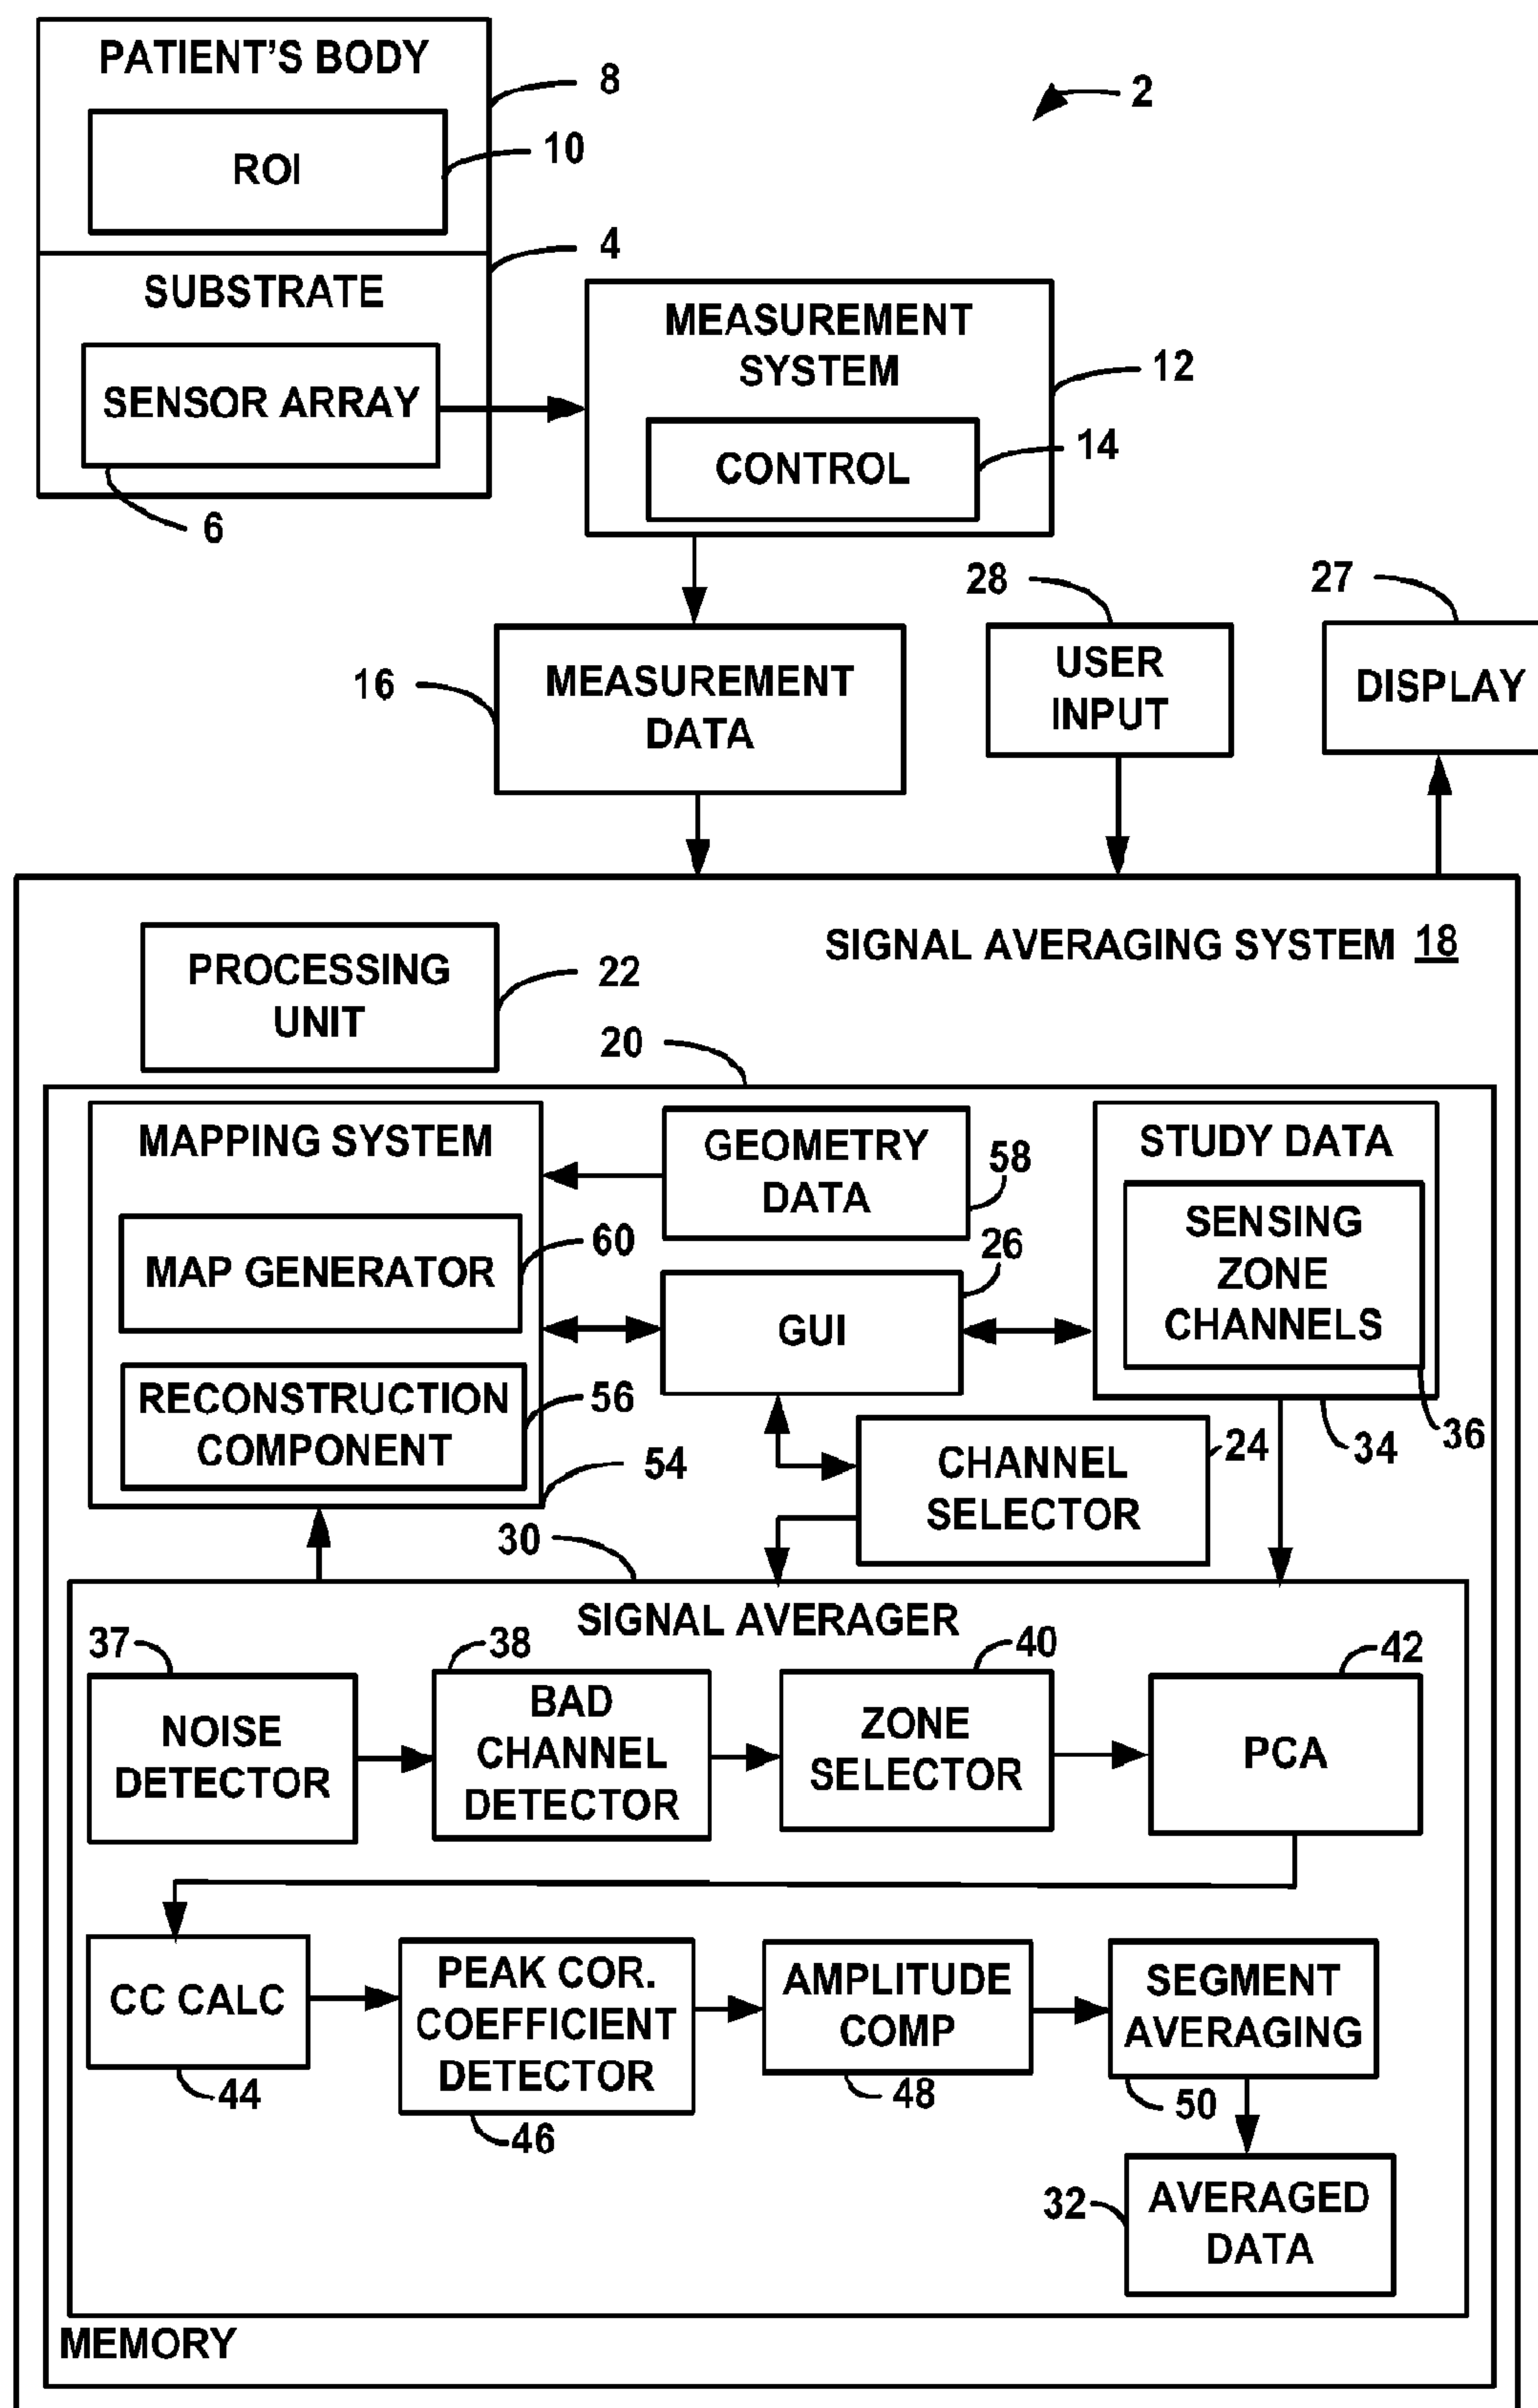 PATIENT'S BODY
8
2
ROI
10
4
SUBSTRATE
SENSOR ARRAY
6
MEASUREMENT
SYSTEM
12
CONTROL
14
28
27
16
MEASUREMENT
DATA
USER
INPUT
DISPLAY
SIGNAL AVERAGING SYSTEM 18
PROCESSING
UNIT
22
20
MAPPING SYSTEM
GEOMETRY
DATA
58
STUDY DATA
SENSING
ZONE
CHANNELS
MAP GENERATOR
60
26
GUI
RECONSTRUCTION
COMPONENT
56
36
34
54
CHANNEL
SELECTOR
24
30
SIGNAL AVERAGER
37
38
40
42
NOISE
DETECTOR
BAD
CHANNEL
DETECTOR
ZONE
SELECTOR
PCA
CC CALC
44
PEAK COR.
COEFFICIENT
DETECTOR
46
AMPLITUDE
COMP
48
SEGMENT
AVERAGING
50
32
AVERAGED
DATA
MEMORY